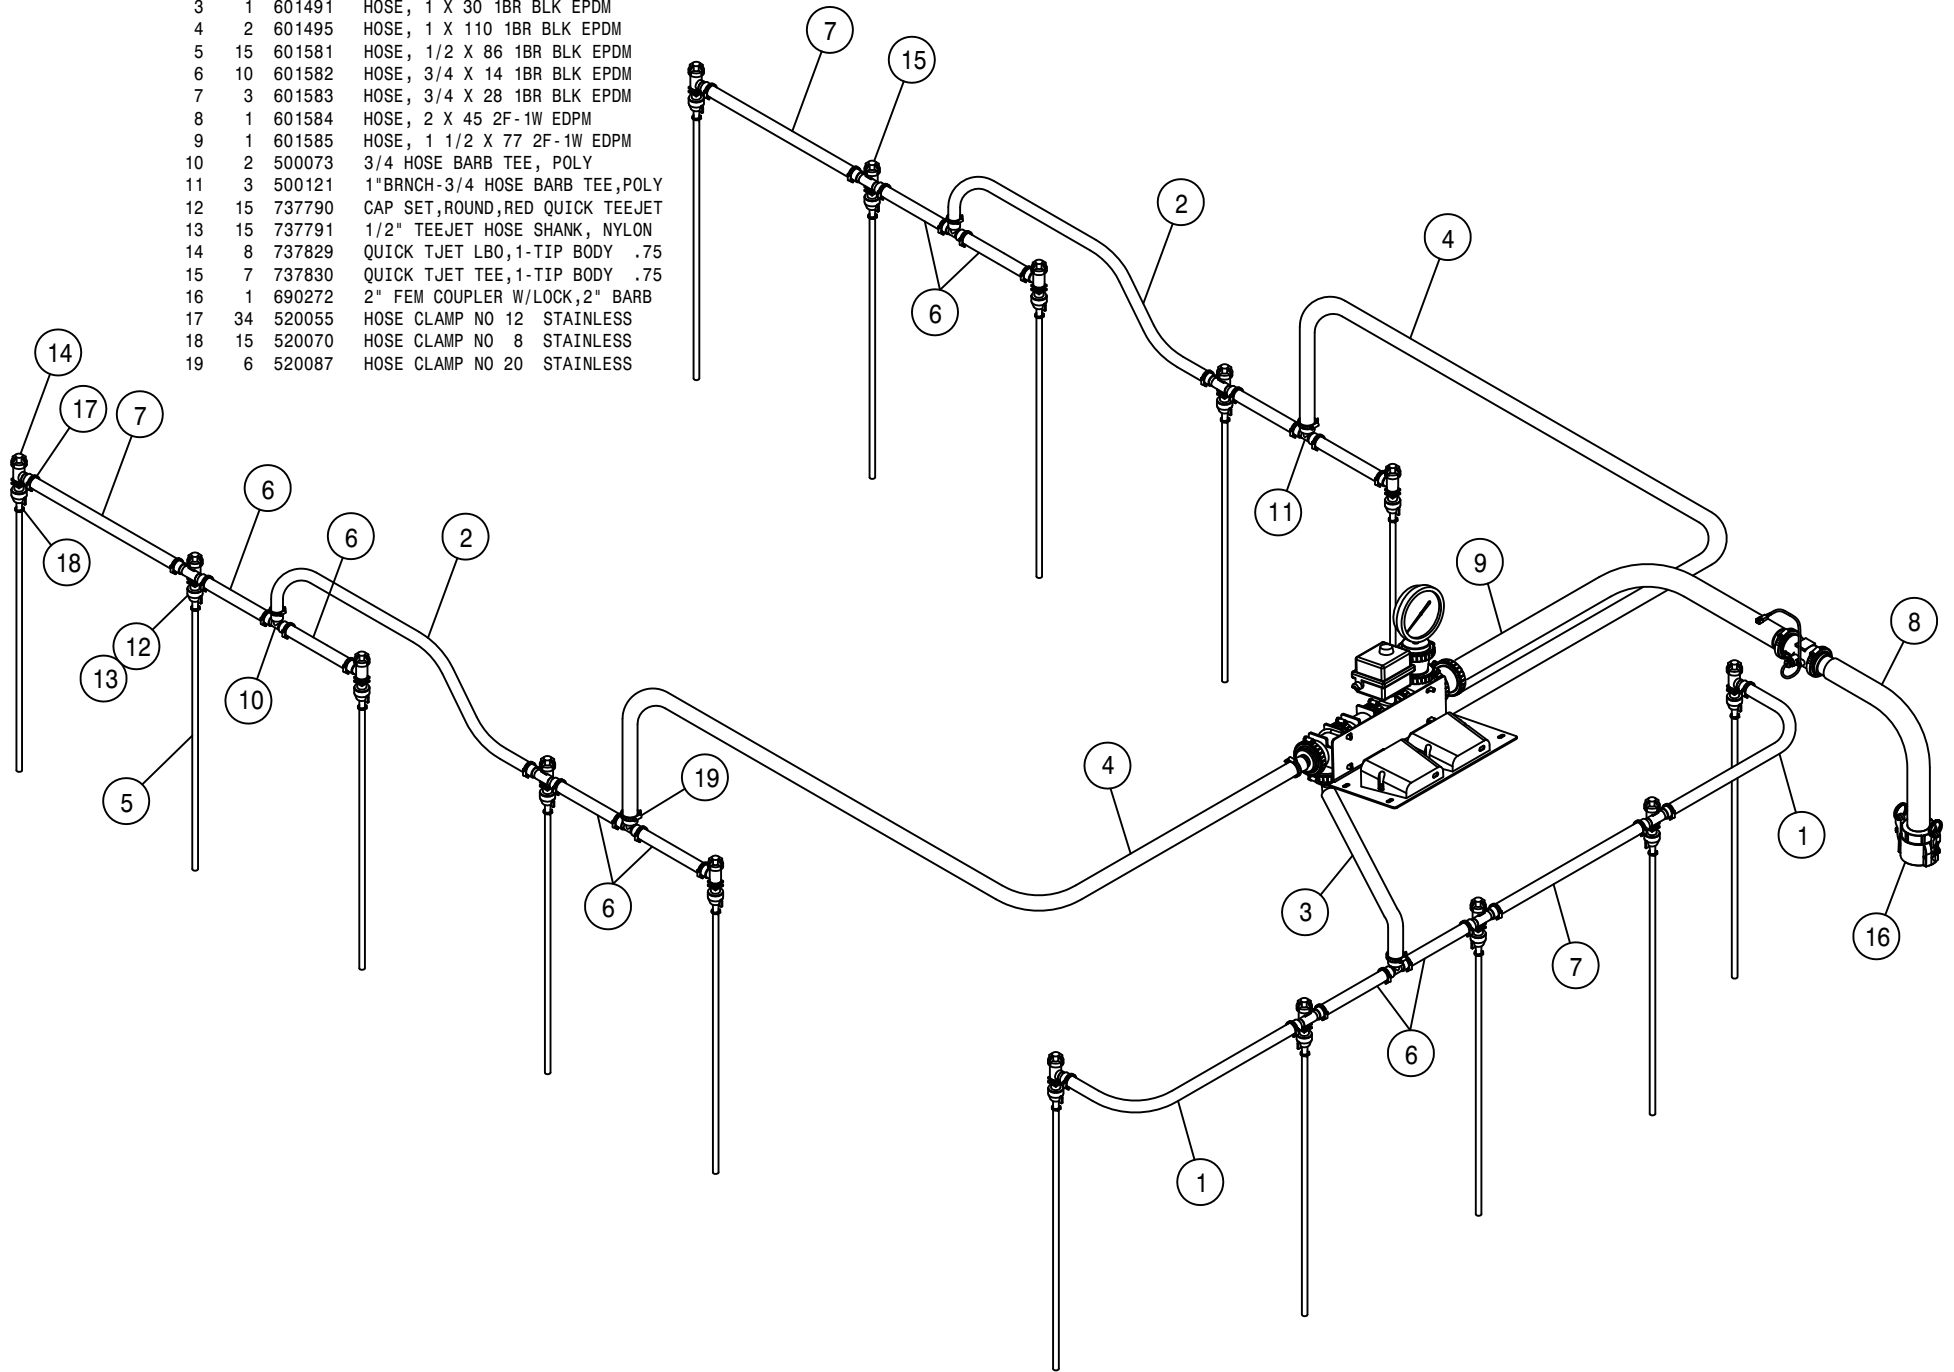 3 1 601491 HOSE, 1 X 30 1BR BLK EPDM
4 2 601495 HOSE, 1 X 110 1BR BLK EPDM
5 15 601581 HOSE, 1/2 X 86 1BR BLK EPDM
6 10 601582 HOSE, 3/4 X 14 1BR BLK EPDM
7 3 601583 HOSE, 3/4 X 28 1BR BLK EPDM
8 1 601584 HOSE, 2 X 45 2F-1W EDPM
9 1 601585 HOSE, 1 1/2 X 77 2F-1W EDPM
10 2 500073 3/4 HOSE BARB TEE, POLY
11 3 500121 1"BRNCH-3/4 HOSE BARB TEE,POLY
12 15 737790 CAP SET,ROUND,RED QUICK TEEJET
13 15 737791 1/2" TEEJET HOSE SHANK, NYLON
14 8 737829 QUICK TJET LBO,1-TIP BODY .75
15 7 737830 QUICK TJET TEE,1-TIP BODY .75
16 1 690272 2" FEM COUPLER W/LOCK,2" BARB
17 34 520055 HOSE CLAMP NO 12 STAINLESS
18 15 520070 HOSE CLAMP NO 8 STAINLESS
19 6 520087 HOSE CLAMP NO 20 STAINLESS
7
15
2
4
6
14
17
7
11
6
6
2
9
18
8
12
13
10
19
4
5
1
6
3
16
7
6
1